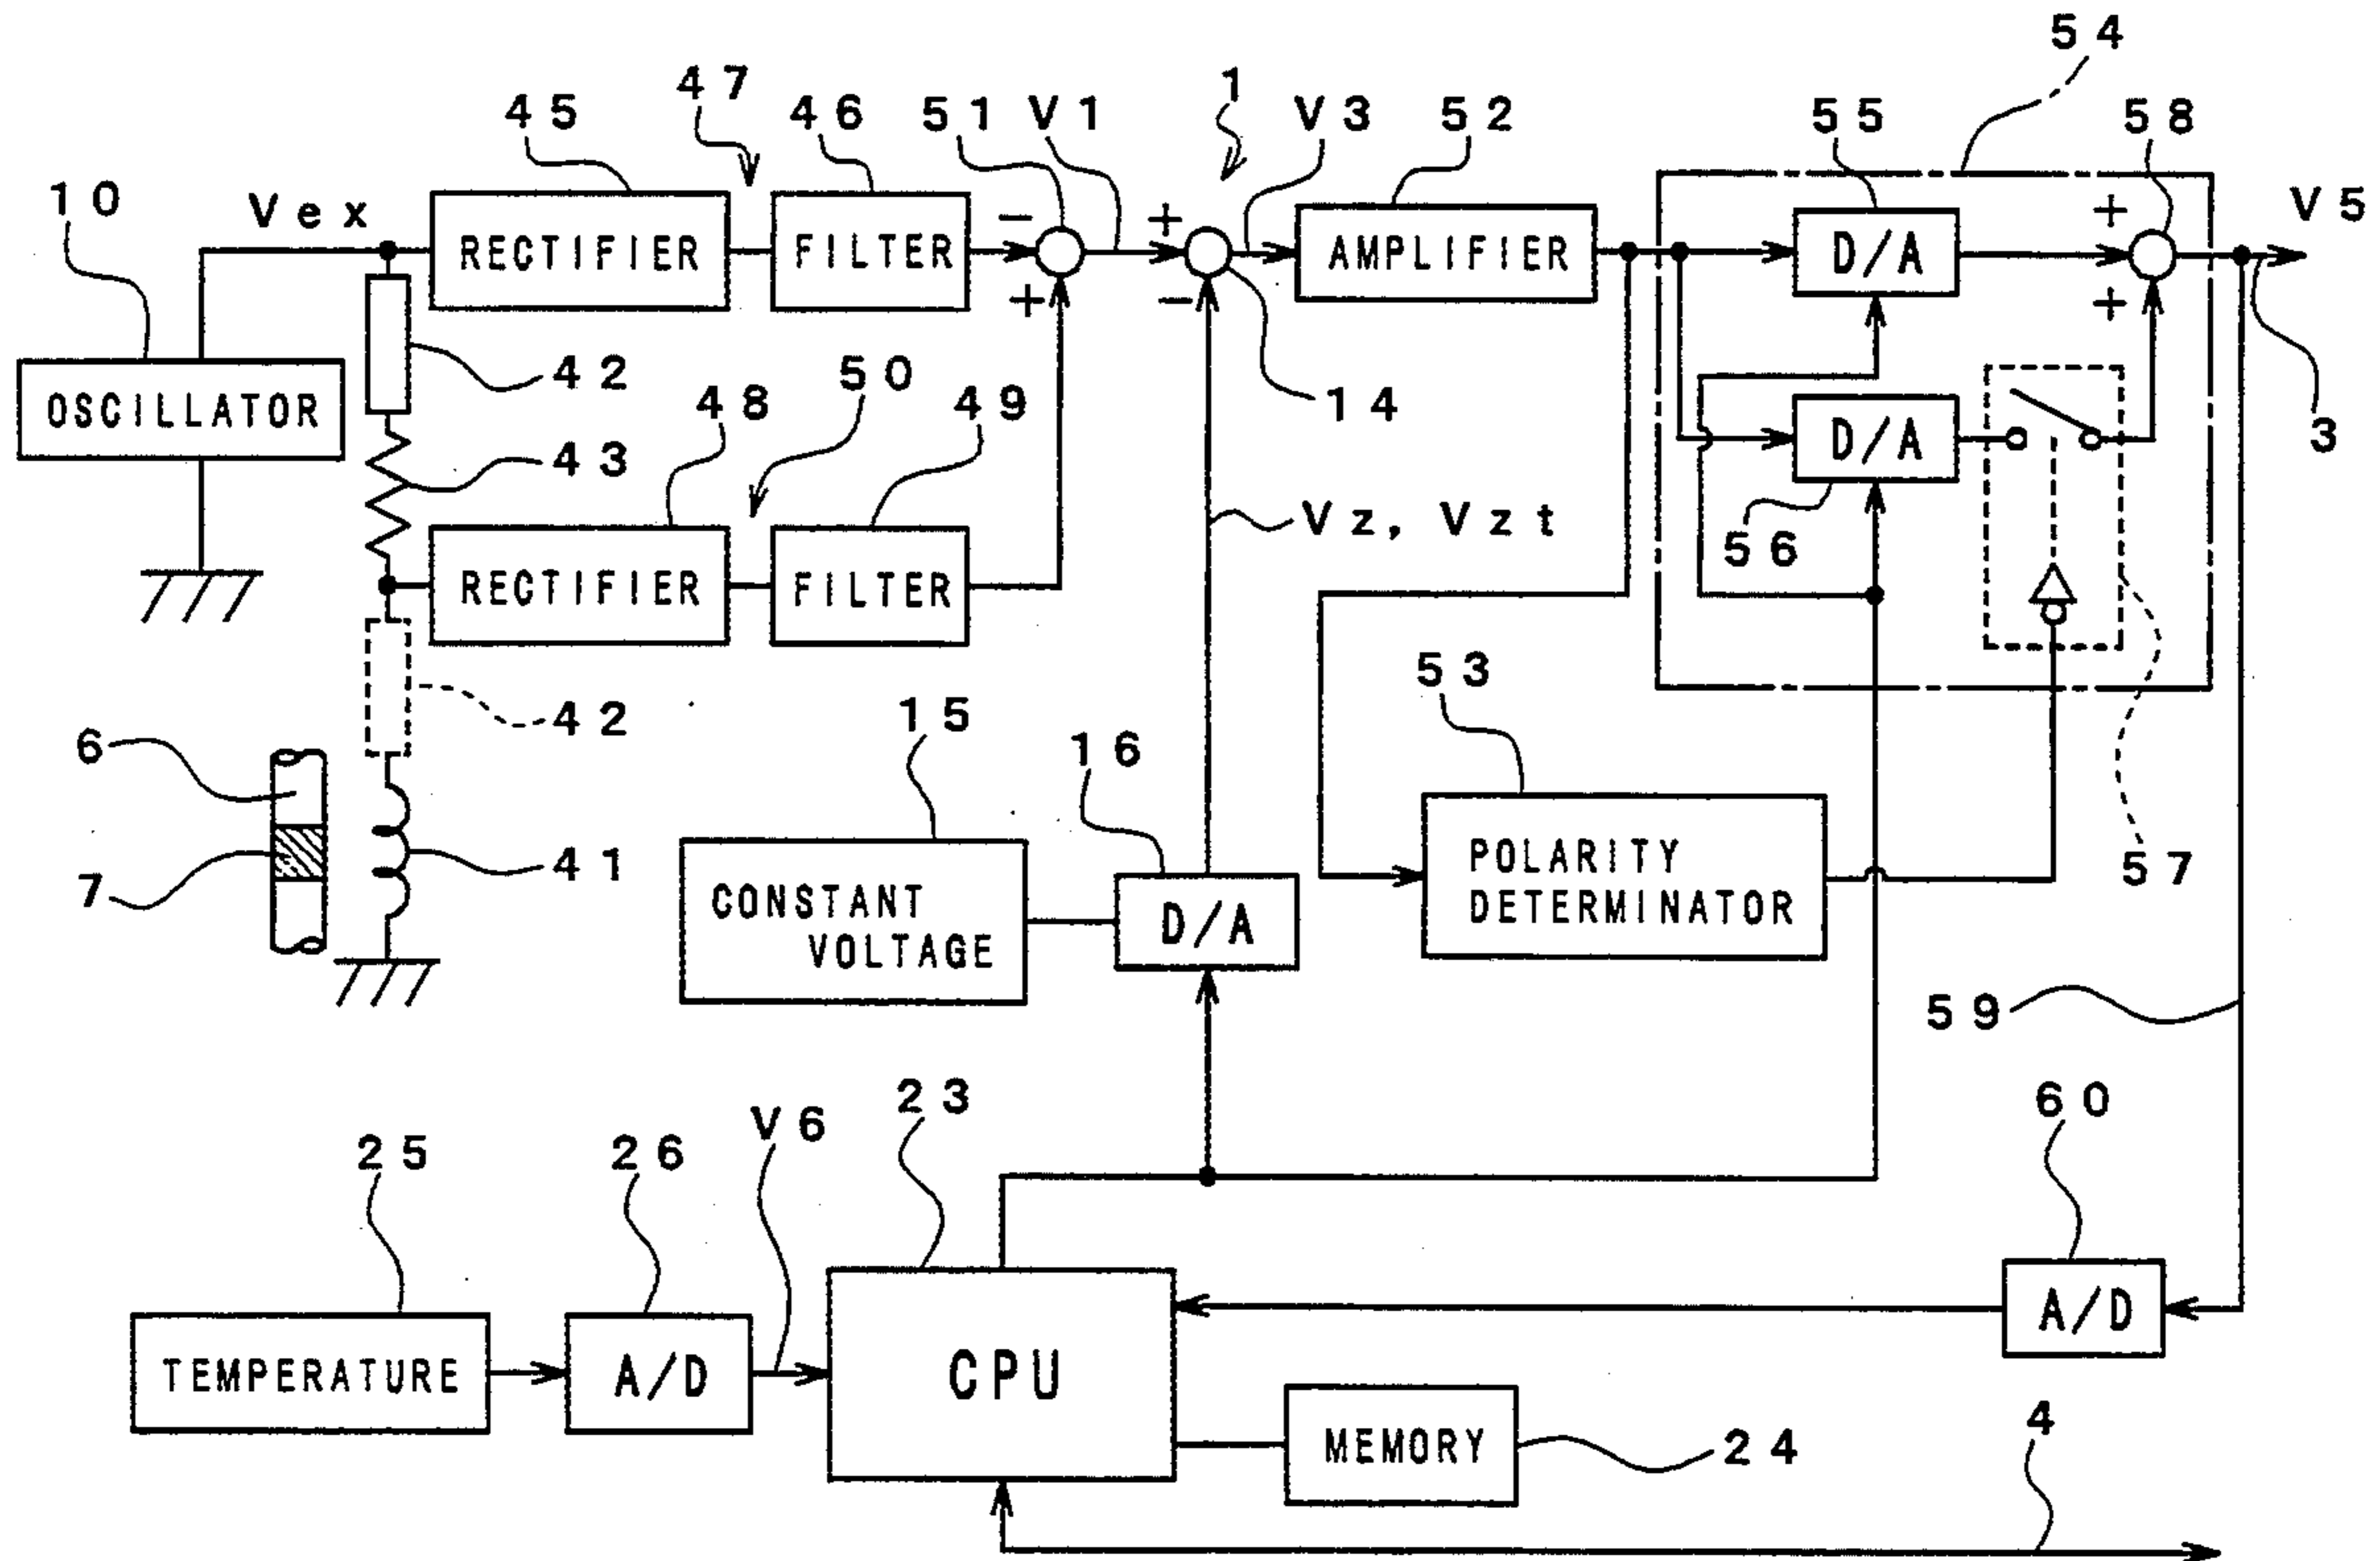 54
47
1
45
46
51
V1
V3
52
55
58
10
Vex
V5
RECTIFIER
FILTER
−
+
+
−
AMPLIFIER
D/A
+
+
42
50
14
3
OSCILLATOR
48
49
D/A
43
Vz, Vzt
56
RECTIFIER
FILTER
53
42
15
16
6
57
POLARITY
DETERMINATOR
41
7
CONSTANT
VOLTAGE
D/A
59
23
60
V6
25
26
A/D
TEMPERATURE
A/D
CPU
MEMORY
24
4